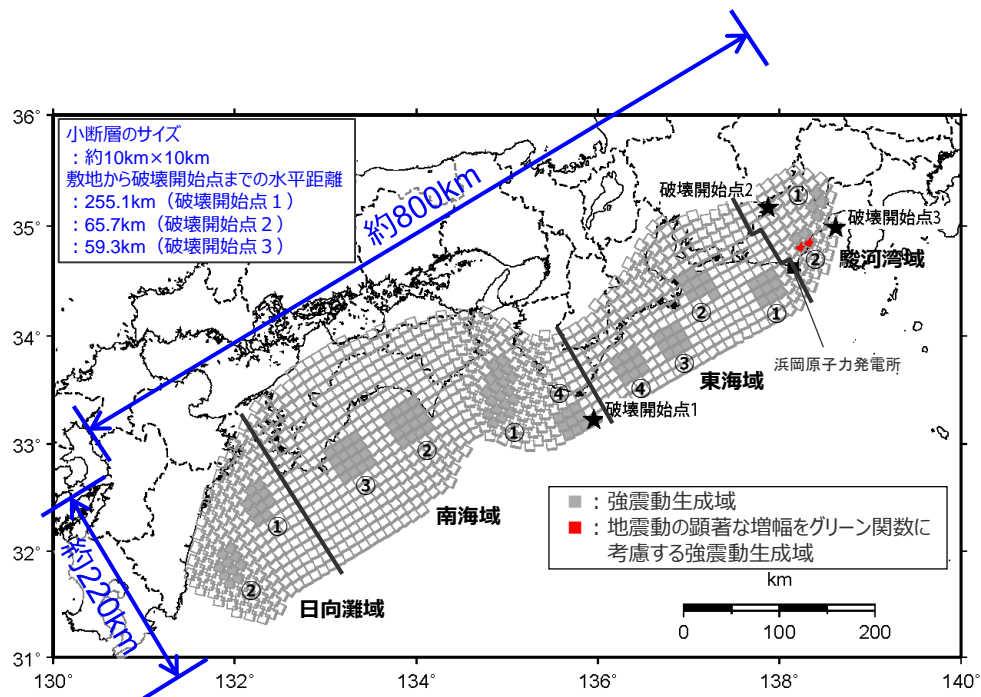 約800km
36°
35°
34°
33°
32°
31°
小断層のサイズ
：約10km×10km
敷地から破壊開始点までの水平距離
：255.1km（破壊開始点１）
：65.7km（破壊開始点２）
：59.3km（破壊開始点３）
破壊開始点2
①
破壊開始点3
②
駿河湾域
②
①
浜岡原子力発電所
③
東海域
④
④
破壊開始点1
①
②
③
南海域
①
②
日向灘域
約220km
：強震動生成域
：地震動の顕著な増幅をグリーン関数に
考慮する強震動生成域
km
0 100 200
130° 132° 134° 136° 138° 140°